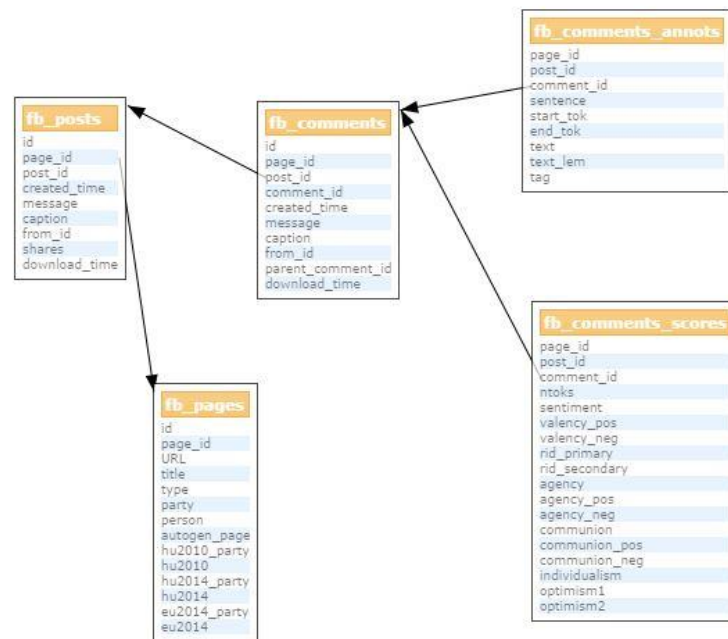 fb_posts
id
page_id
post_id
created_time
message
caption
from_id
shares
download_time
fb_comments
id
page_id
post_id
comment_id
created_time
message
caption
from_id
parent_comment_id
download_time
fb_comments_annots
page_id
post_id
comment_id
sentence
start_tok
end_tok
text
text_lem
tag
fb_pages
id
page_id
URL
title
type
party
person
autogen_page
hu2010_party
hu2010
hu2014_party
hu2014
eu2014_party
eu2014
fb_comments_scores
page_id
post_id
comment_id
ntoks
sentiment
valency_pos
valency_neg
rid_primary
rid_secondary
agency
agency_pos
agency_neg
communion
communion_pos
communion_neg
individualism
optimism1
optimism2